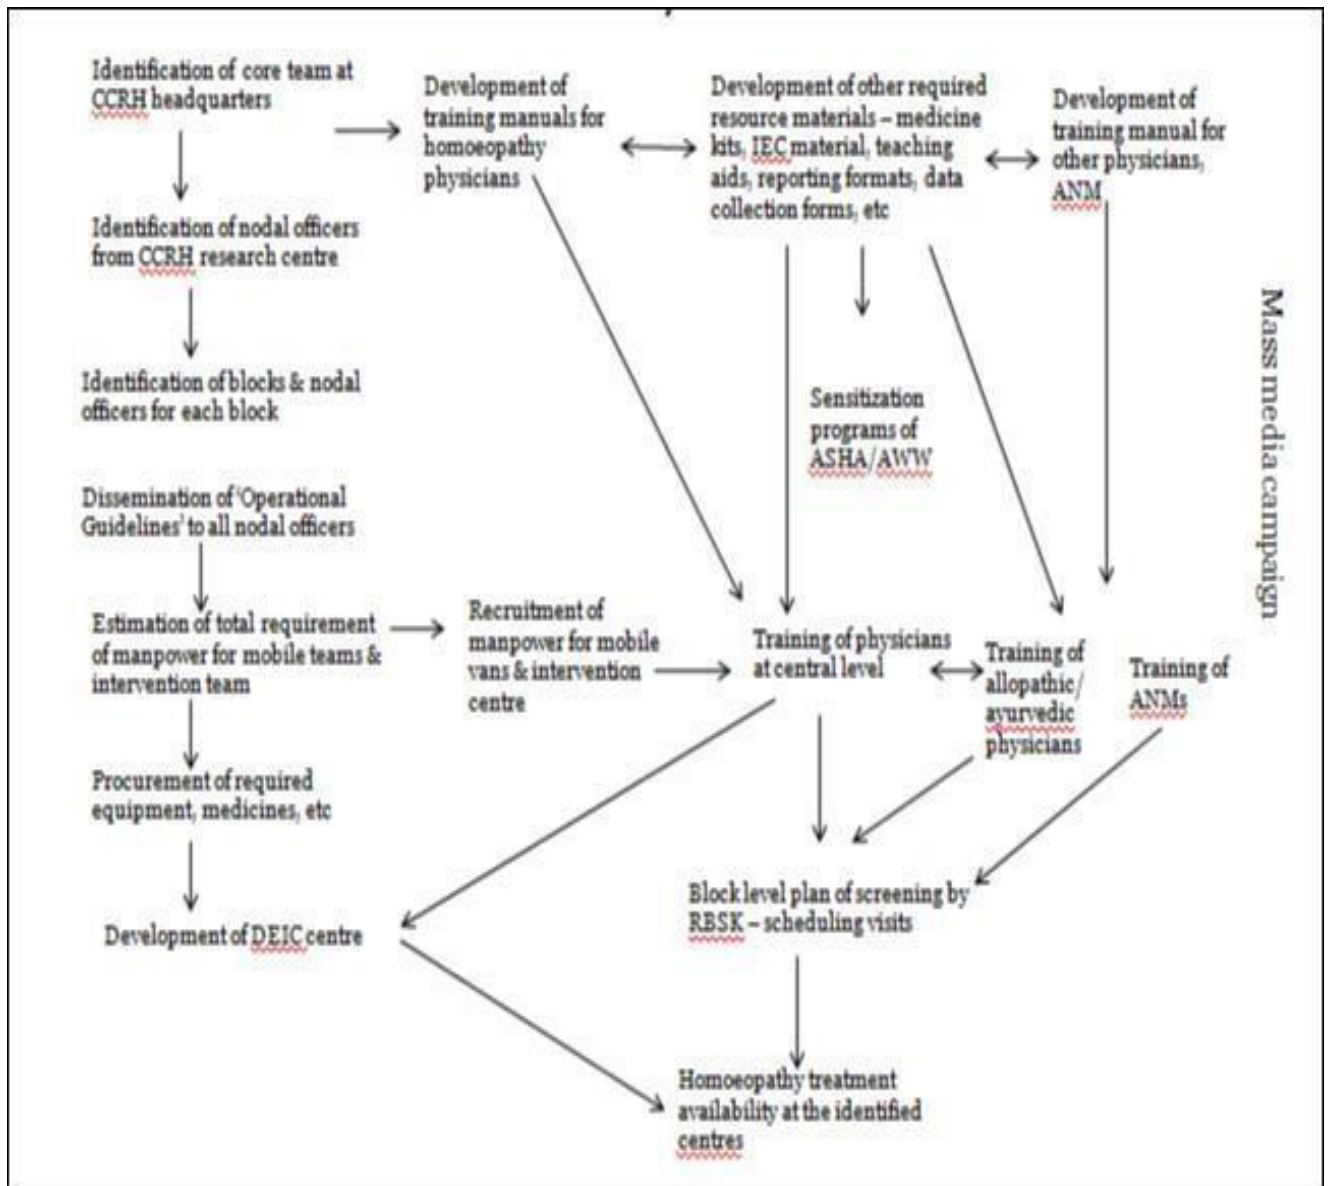 Identification of core team at
CCRH headquarters
Development of
training manuals for
homoeopathy
physicians
Development of other required
resource materials – medicine
kits, IEC material, teaching
aids, reporting formats, data
collection forms, etc
Development of
training manual for
other physicians,
ANM
Identification of nodal officers
from CCRH research centre
Identification of blocks & nodal
officers for each block
Sensitization
programs of
ASHA/AWW
Mass media campaign
Dissemination of 'Operational
Guidelines' to all nodal officers
Estimation of total requirement
of manpower for mobile teams &
intervention team
Recruitment of
manpower for mobile
vans & intervention
centre
Training of physicians
at central level
Training of
allopathic/
ayurvedic
physicians
Training of
ANMs
Procurement of required
equipment, medicines, etc
Development of DEIC centre
Block level plan of screening by
RBSK – scheduling visits
Homoeopathy treatment
availability at the identified
centres